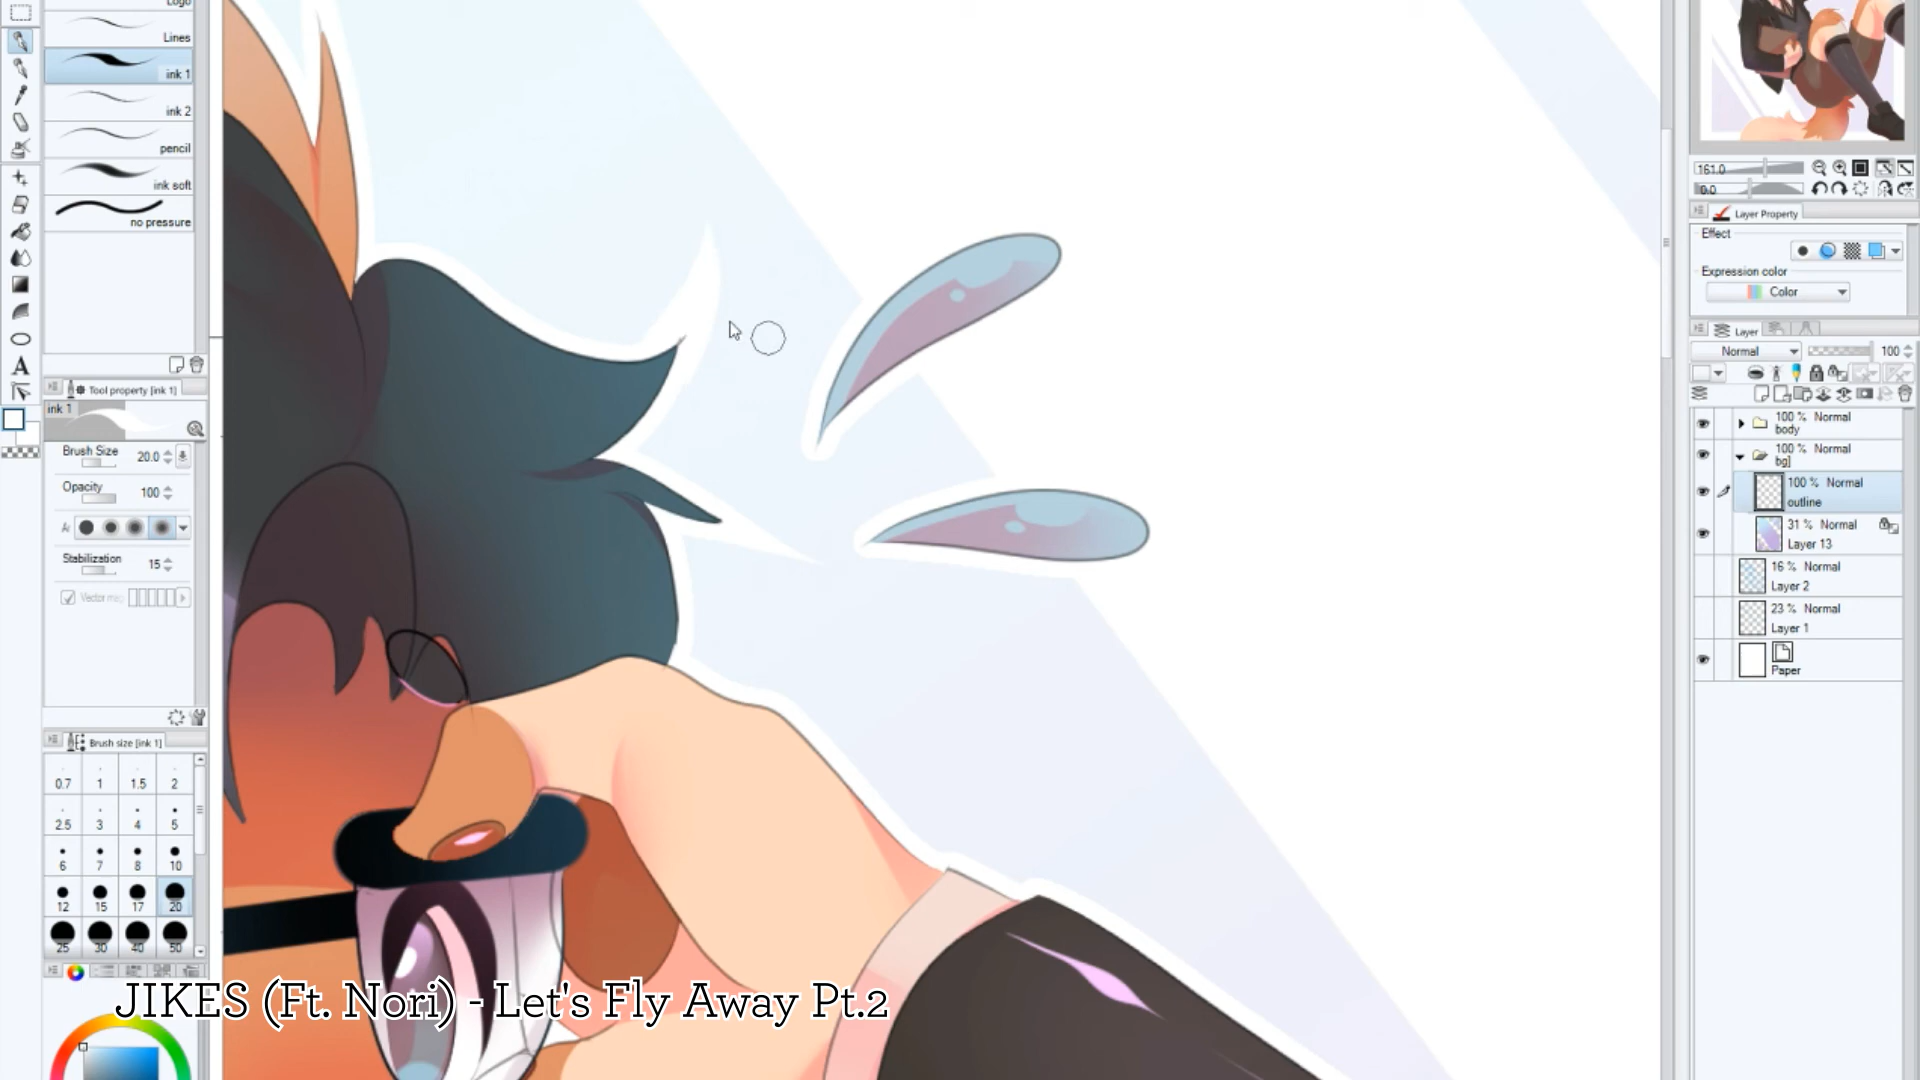 Logo
Lines
ink 1
ink 2
pencil
ink soft
no pressure
Tool property [ink 1]
ink 1
Brush Size 20.0
Opacity 100
Stabilization 15
Brush size [ink 1]
0.7 1 1.5 2
2.5 3 4 5
6 7 8 10
12 15 17 20
25 30 40 50
JIKES (Ft. Nori) - Let's Fly Away Pt.2
161.0
0.0
Layer Property
Effect
Expression color
Color
Layer
Normal 100
100 % Normal
body
100 % Normal
bg]
100 % Normal
outline
31 % Normal
Layer 13
16 % Normal
Layer 2
23 % Normal
Layer 1
Paper